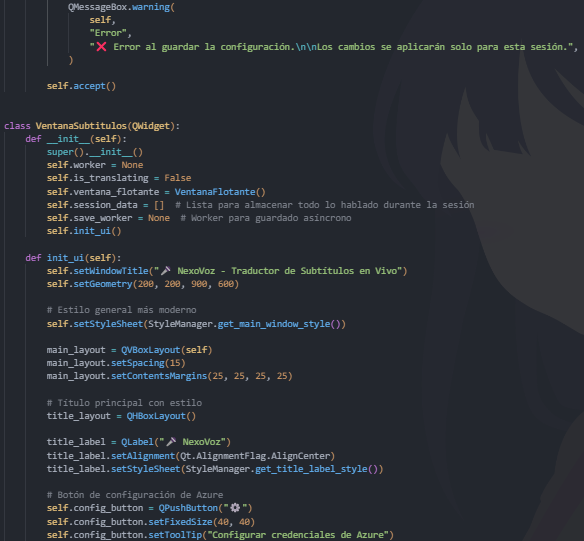 QMessageBox.warning(
self,
"Error",
"❌ Error al guardar la configuración.\n\nLos cambios se aplicarán solo para esta sesión.",
)
self.accept()
class VentanaSubtitulos(QWidget):
def __init__(self):
super().__init__()
self.worker = None
self.is_translating = False
self.ventana_flotante = VentanaFlotante()
self.session_data = []  # Lista para almacenar todo lo hablado durante la sesión
self.save_worker = None  # Worker para guardado asíncrono
self.init_ui()
def init_ui(self):
self.setWindowTitle("🎤 NexoVoz - Traductor de Subtítulos en Vivo")
self.setGeometry(200, 200, 900, 600)
# Estilo general más moderno
self.setStyleSheet(StyleManager.get_main_window_style())
main_layout = QVBoxLayout(self)
main_layout.setSpacing(15)
main_layout.setContentsMargins(25, 25, 25, 25)
# Título principal con estilo
title_layout = QHBoxLayout()
title_label = QLabel("🎤 NexoVoz")
title_label.setAlignment(Qt.AlignmentFlag.AlignCenter)
title_label.setStyleSheet(StyleManager.get_title_label_style())
# Botón de configuración de Azure
self.config_button = QPushButton("⚙️")
self.config_button.setFixedSize(40, 40)
self.config_button.setToolTip("Configurar credenciales de Azure")